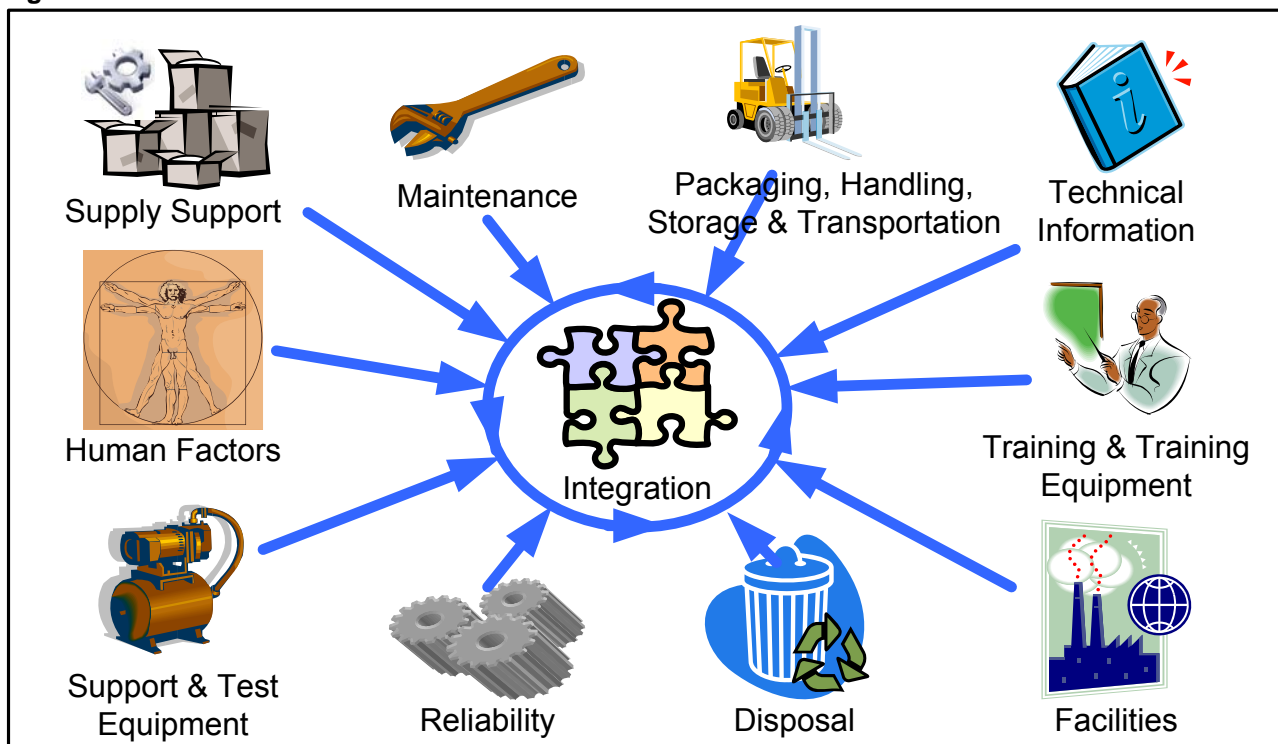 Supply Support
Maintenance
Packaging, Handling,
Storage & Transportation
Technical
Information
Human Factors
Integration
Training & Training
Equipment
Support & Test
Equipment
Reliability
Disposal
Facilities
i